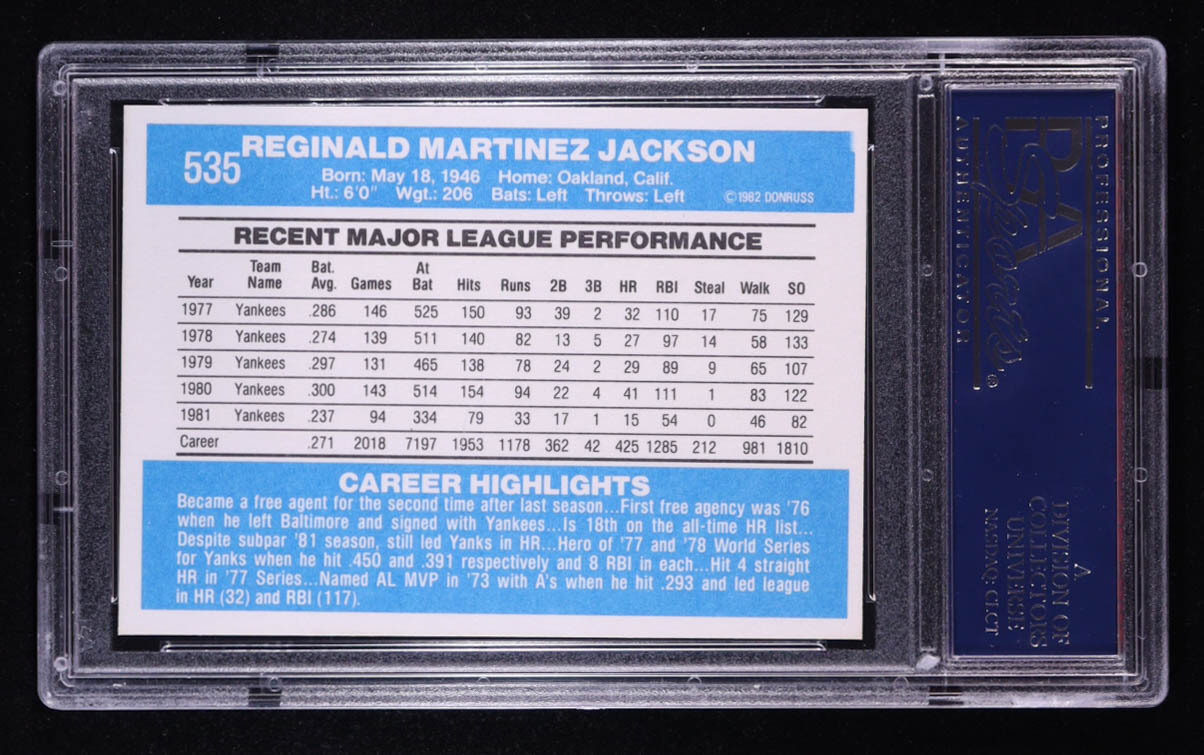 535 REGINALD MARTINEZ JACKSON
Born: May 18, 1946 Home: Oakland, Calif.
Ht.: 6'0" Wgt.: 206 Bats: Left Throws: Left ©1982 DONRUSS
RECENT MAJOR LEAGUE PERFORMANCE
Year Team Name Bat. Avg. Games At Bat Hits Runs 2B 3B HR RBI Steal Walk SO
1977 Yankees .286 146 525 150 93 39 2 32 110 17 75 129
1978 Yankees .274 139 511 140 82 13 5 27 97 14 58 133
1979 Yankees .297 131 465 138 78 24 2 29 89 9 65 107
1980 Yankees .300 143 514 154 94 22 4 41 111 1 83 122
1981 Yankees .237 94 334 79 33 17 1 15 54 0 46 82
Career .271 2018 7197 1953 1178 362 42 425 1285 212 981 1810
CAREER HIGHLIGHTS
Became a free agent for the second time after last season...First free agency was '76
when he left Baltimore and signed with Yankees...Is 18th on the all-time HR list...
Despite subpar '81 season, still led Yanks in HR...Hero of '77 and '78 World Series
for Yanks when he hit .450 and .391 respectively and 8 RBI in each...Hit 4 straight
HR in '77 Series...Named AL MVP in '73 with A's when he hit .293 and led league
in HR (32) and RBI (117).
PROFESSIONAL
PSA
Sports®
AUTHENTICATOR
A
DIVISION OF
COLLECTORS
UNIVERSE
NASDAQ: CLCT